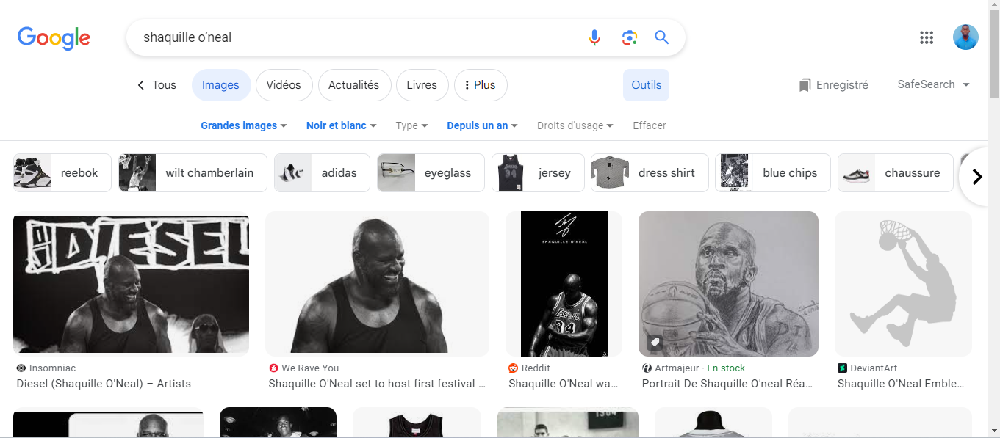 Google
shaquille o’neal
Tous
Images
Vidéos
Actualités
Livres
Plus
Outils
Enregistré
SafeSearch
Grandes images
Noir et blanc
Type
Depuis un an
Droits d'usage
Effacer
reebok
wilt chamberlain
adidas
eyeglass
jersey
dress shirt
blue chips
chaussure
DIESEL
SHAQUILLE O'NEAL
LAKERS
34
Insomniac
Diesel (Shaquille O'Neal) – Artists
We Rave You
Shaquille O'Neal set to host first festival ...
Reddit
Shaquille O'Neal wa...
Artmajeur · En stock
Portrait De Shaquille O'neal Réa...
DeviantArt
Shaquille O'Neal Emble...